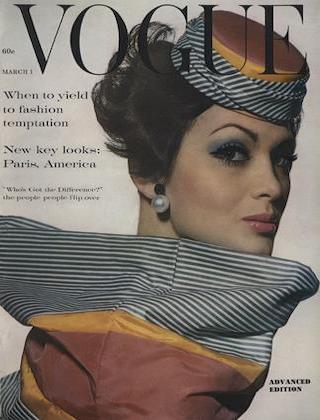 VOGUE
60c
MARCH 1
When to yield
to fashion
temptation
New key looks:
Paris, America
"Who's Got the Difference?"
the people people flip over
ADVANCED
EDITION